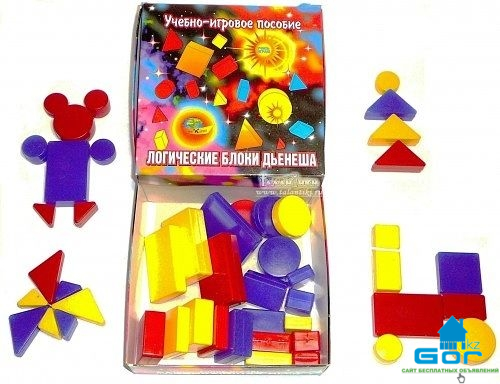 Учебно-игровое пособие
ЛОГИЧЕСКИЕ БЛОКИ ДЬЕНЕША
KZ
Gor
САЙТ БЕСПЛАТНЫХ ОБЪЯВЛЕНИЙ